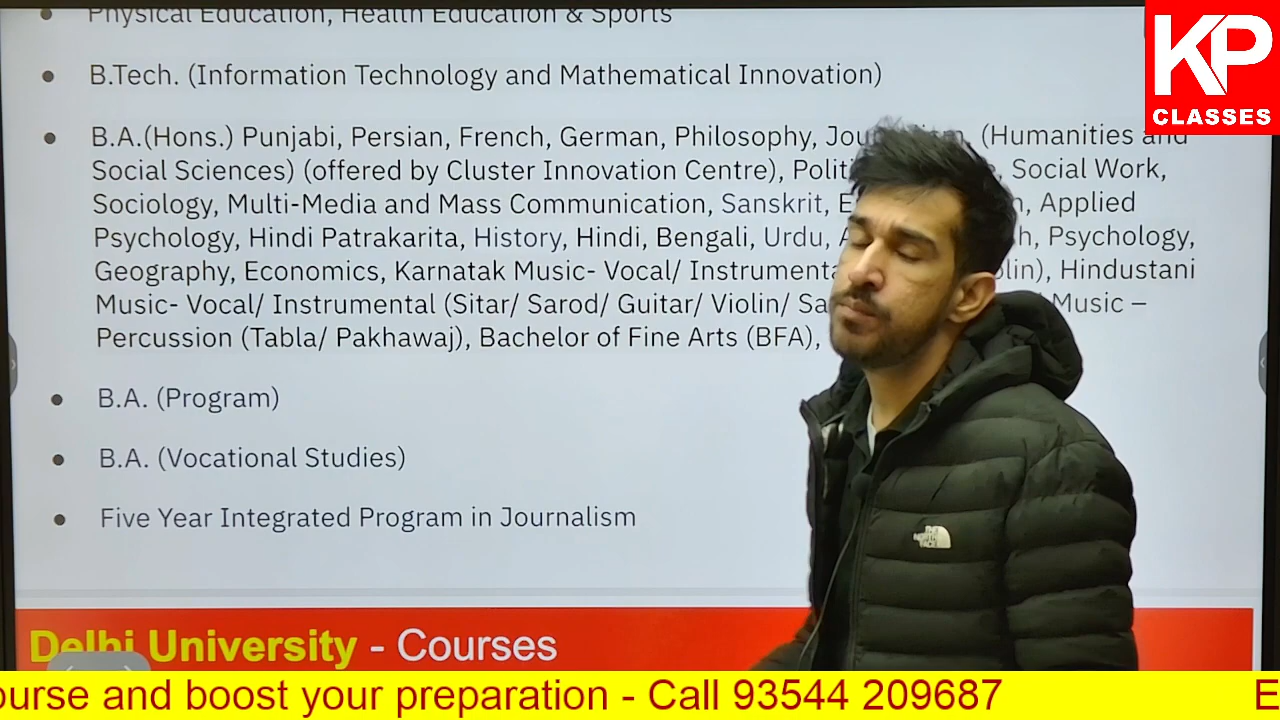 Physical Education, Health Education & Sports
KP
CLASSES
B.Tech. (Information Technology and Mathematical Innovation)
B.A.(Hons.) Punjabi, Persian, French, German, Philosophy, (Humanities and
Social Sciences) (offered by Cluster Innovation Centre), Social Work,
Sociology, Multi-Media and Mass Communication, Sanskrit, Applied
Psychology, Hindi Patrakarita, History, Hindi, Bengali, Urdu, Psychology,
Geography, Economics, Karnatak Music- Vocal/ Hindustani
Music- Vocal/ Instrumental (Sitar/ Sarod/ Guitar/ Violin/ Music –
Percussion (Tabla/ Pakhawaj), Bachelor of Fine Arts (BFA),
B.A. (Program)
B.A. (Vocational Studies)
Five Year Integrated Program in Journalism
THE NORTH FACE
Delhi University - Courses
ourse and boost your preparation - Call 93544 209687 E